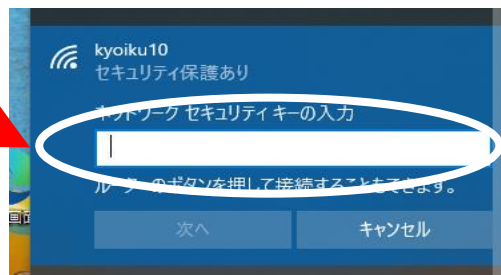 kyoiku10
セキュリティ保護あり
ネットワーク セキュリティ キーの入力
ルーターのボタンを押して接続することもできます。
次へ
キャンセル